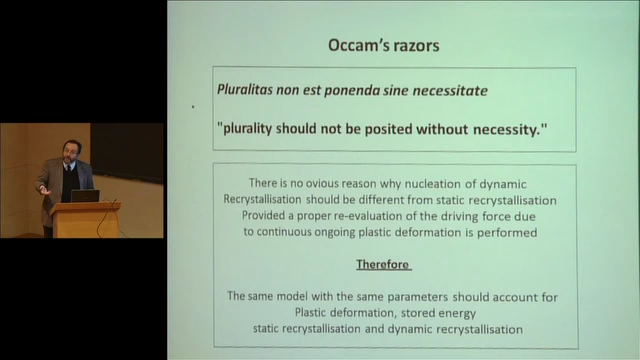 Occam's razors
Pluralitas non est ponenda sine necessitate
"plurality should not be posited without necessity."
There is no ovious reason why nucleation of dynamic
Recrystallisation should be different from static recrystallisation
Provided a proper re-evaluation of the driving force due
to continuous ongoing plastic deformation is performed
Therefore
The same model with the same parameters should account for
Plastic deformation, stored energy
static recrystallisation and dynamic recrystallisation